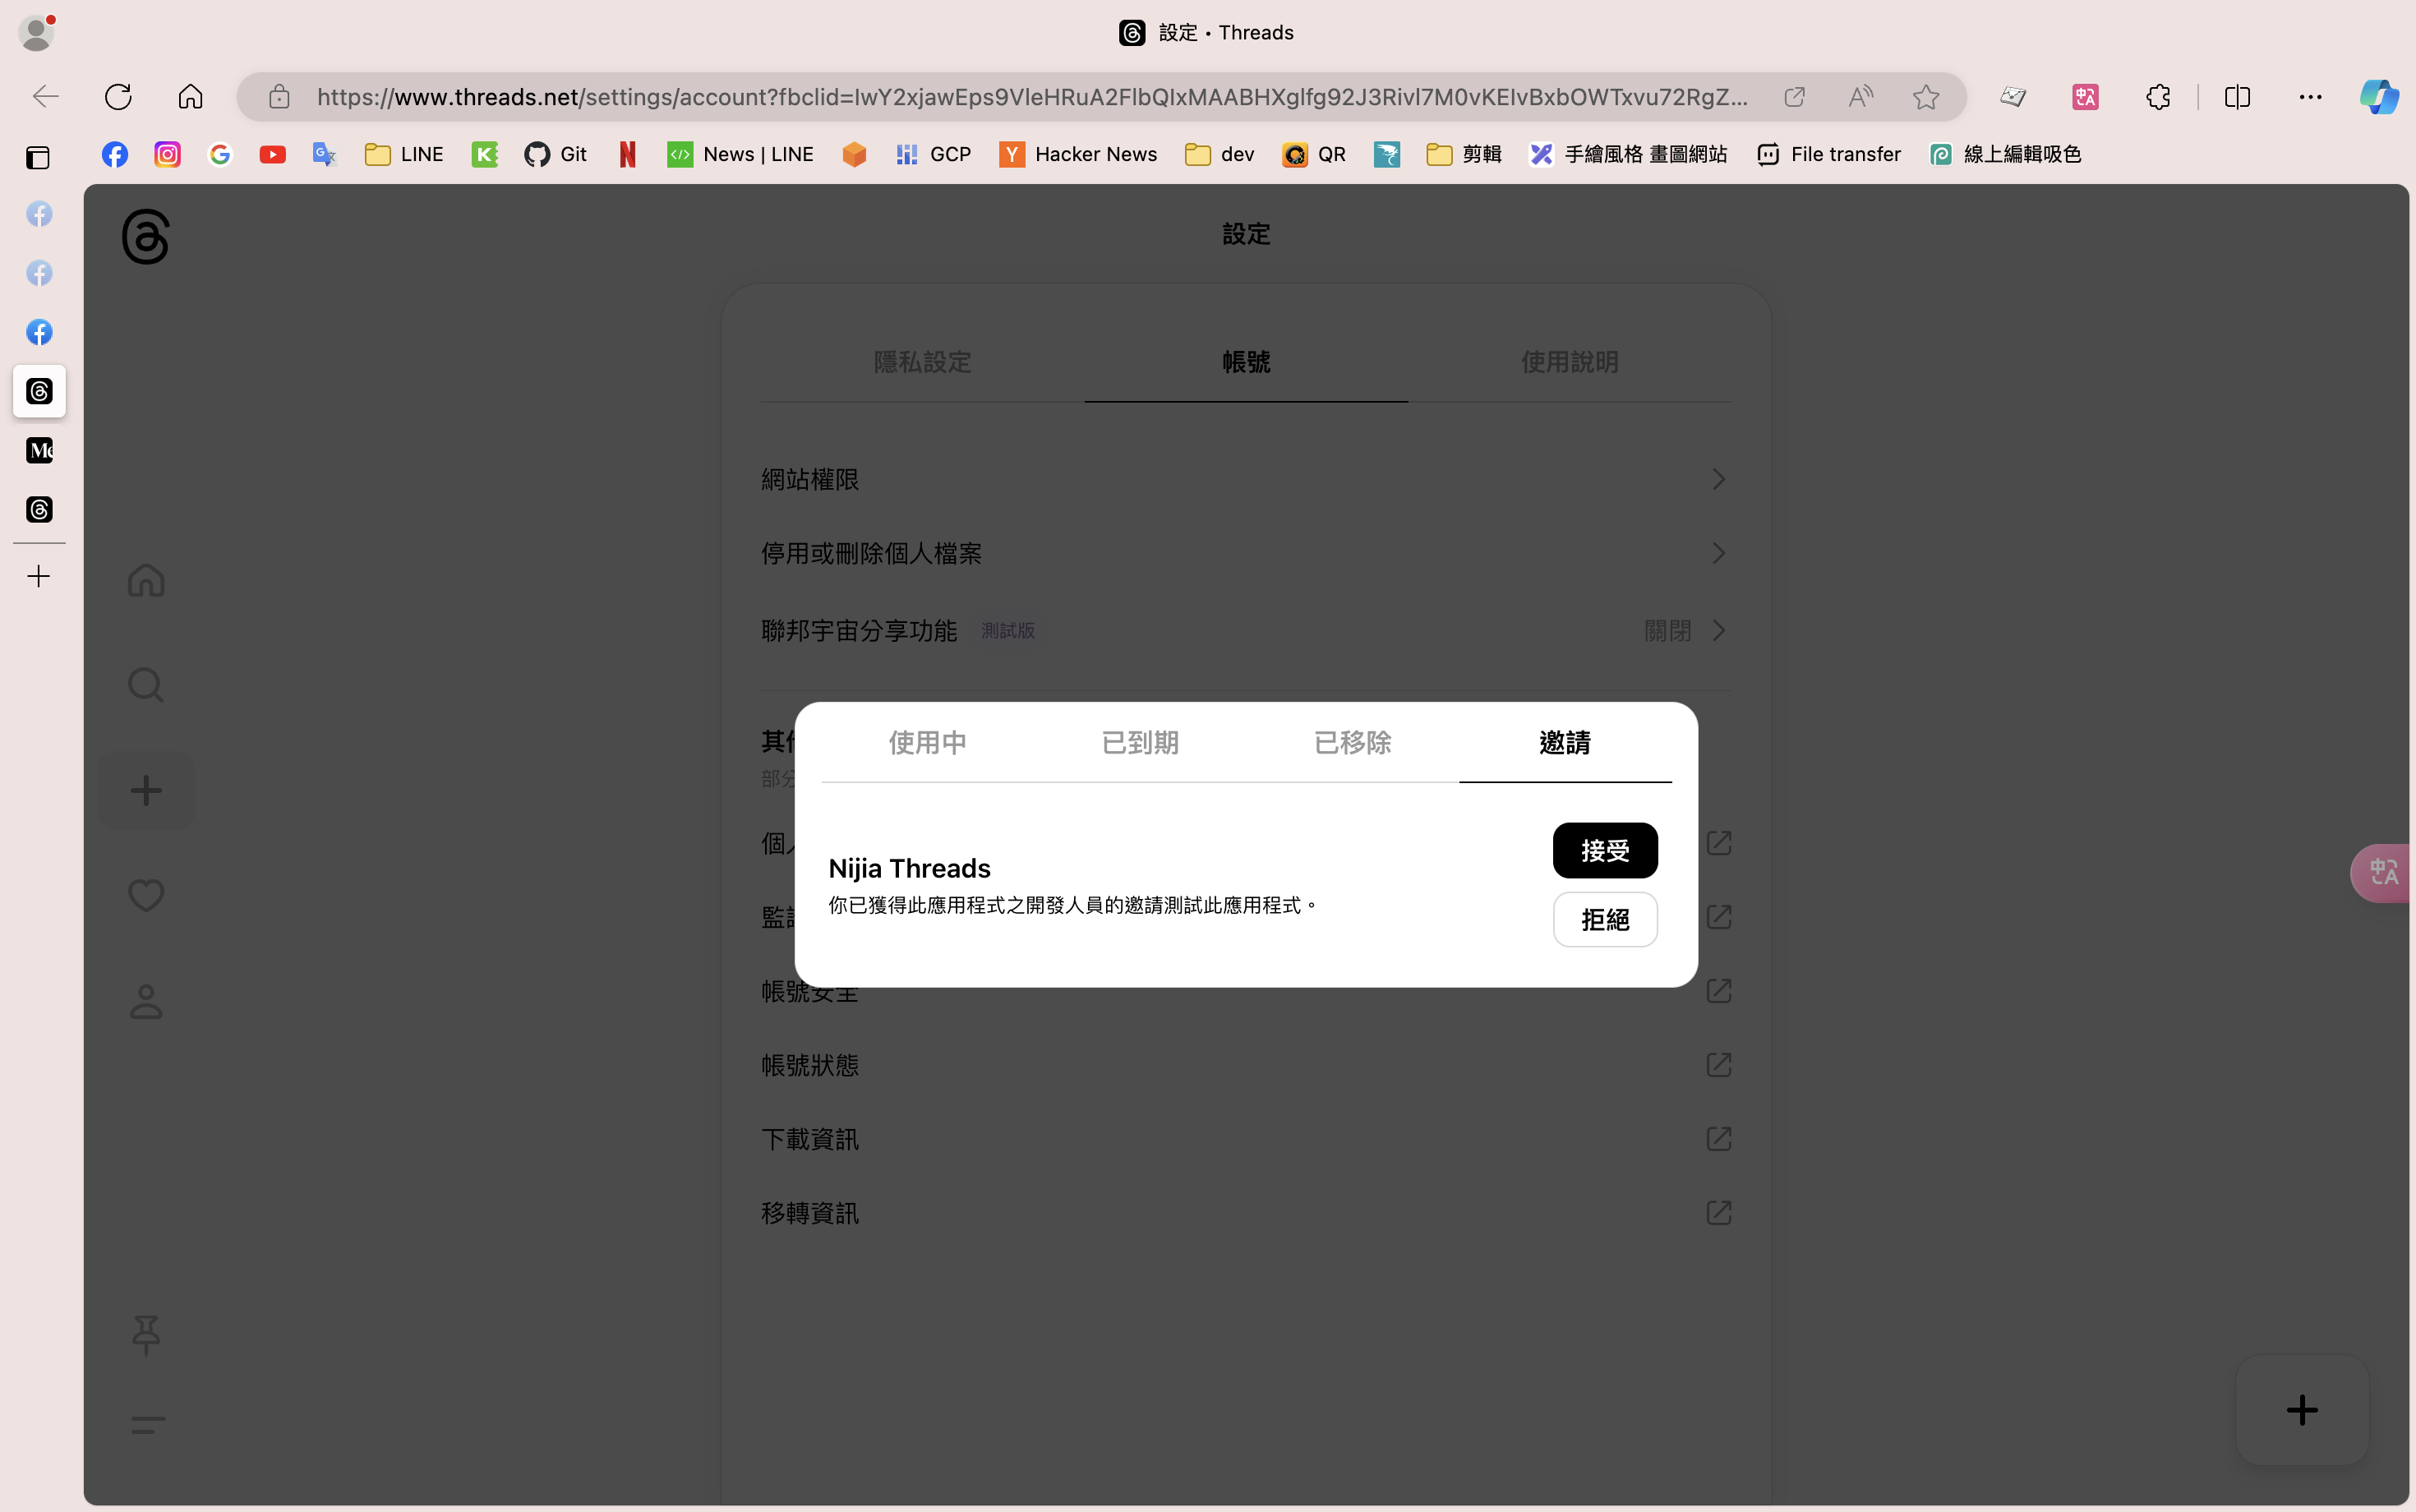 設定 • Threads
https://www.threads.net/settings/account?fbclid=IwY2xjawEps9VleHRuA2FlbQIxMAABHXglfg92J3Rivl7M0vKEIvBxbOWTxvu72RgZ...
LINE
Git
News | LINE
GCP
Hacker News
dev
QR
剪輯
手繪風格 畫圖網站
File transfer
線上編輯吸色
設定
隱私設定
帳號
使用說明
網站權限
停用或刪除個人檔案
聯邦宇宙分享功能 測試版 關閉
其他
部分
使用中
已到期
已移除
邀請
個人
Nijia Threads
你已獲得此應用程式之開發人員的邀請測試此應用程式。
接受
拒絕
帳號安全
帳號狀態
下載資訊
移轉資訊